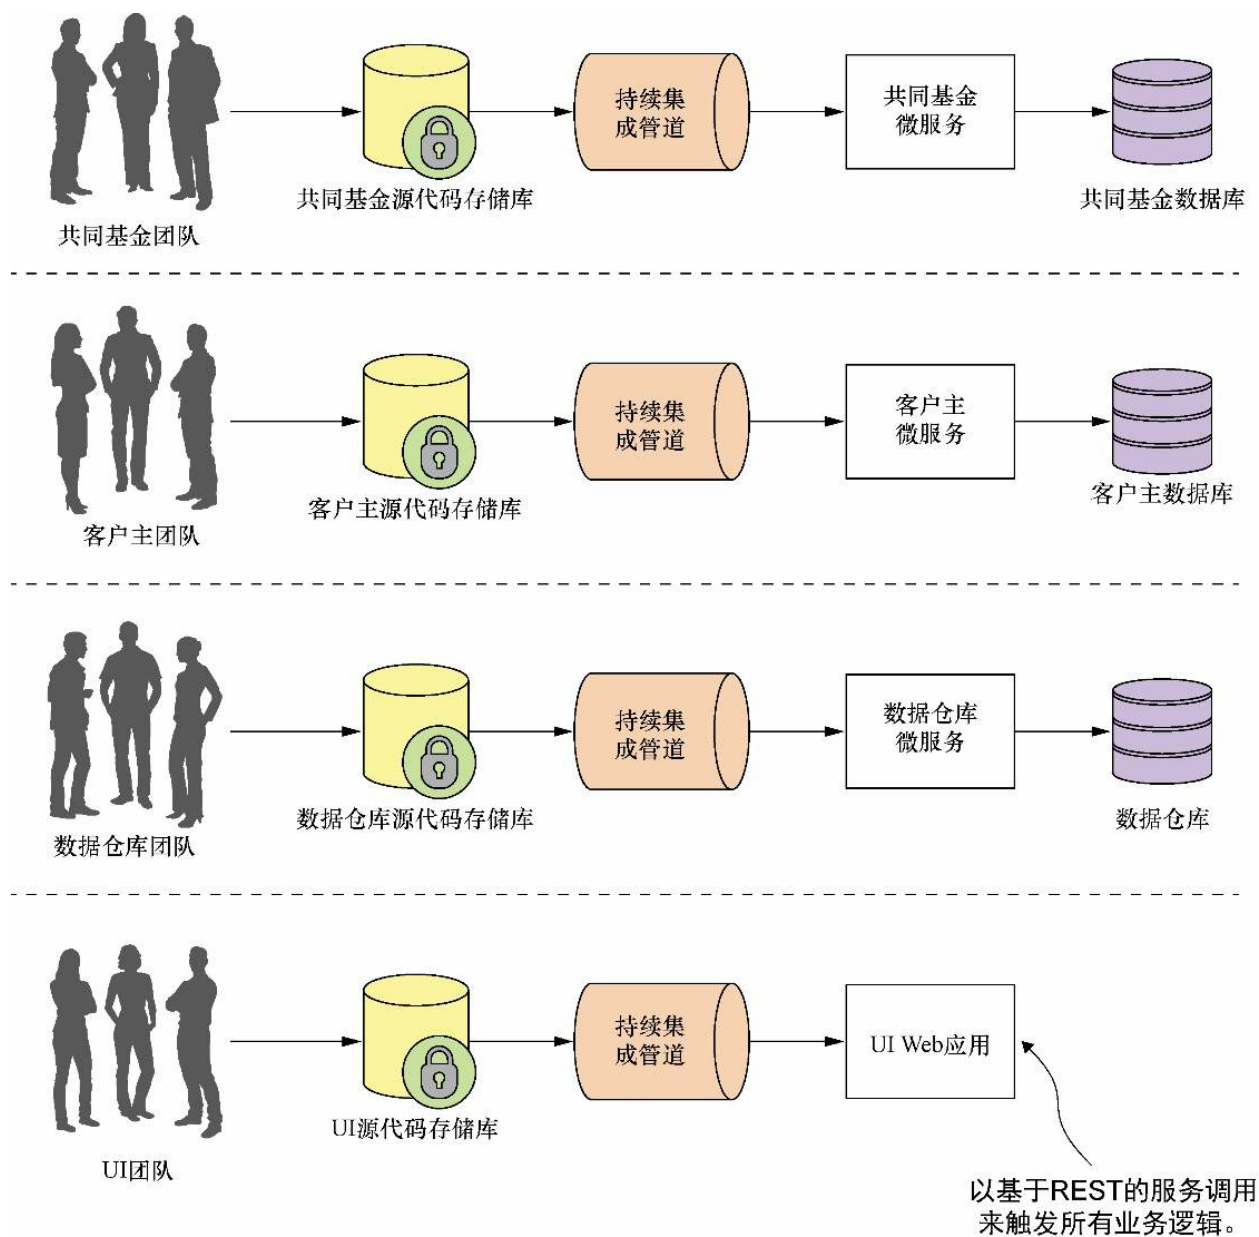 持续集
成管道
共同基金
微服务
共同基金源代码存储库
共同基金数据库
共同基金团队
持续集
成管道
客户主
微服务
客户主数据库
客户主源代码存储库
客户主团队
持续集
成管道
数据仓库
微服务
数据仓库源代码存储库
数据仓库
数据仓库团队
持续集
成管道
UI Web应用
UI源代码存储库
UI团队
以基于REST的服务调用
来触发所有业务逻辑。